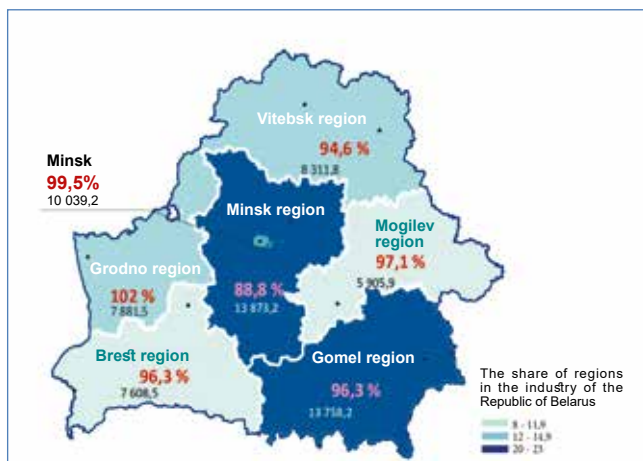 Vitebsk region
94,6 %
8 311,8
Minsk
99,5%
10 039,2
Minsk region
88,8 %
13 873,2
Mogilev
region
97,1 %
5 905,9
Grodno region
102 %
7 881,5
Brest region
96,3 %
7 608,5
Gomel region
96,3 %
13 758,2
The share of regions
in the industry of the
Republic of Belarus
8 - 11,9
12 - 14,9
20 - 23